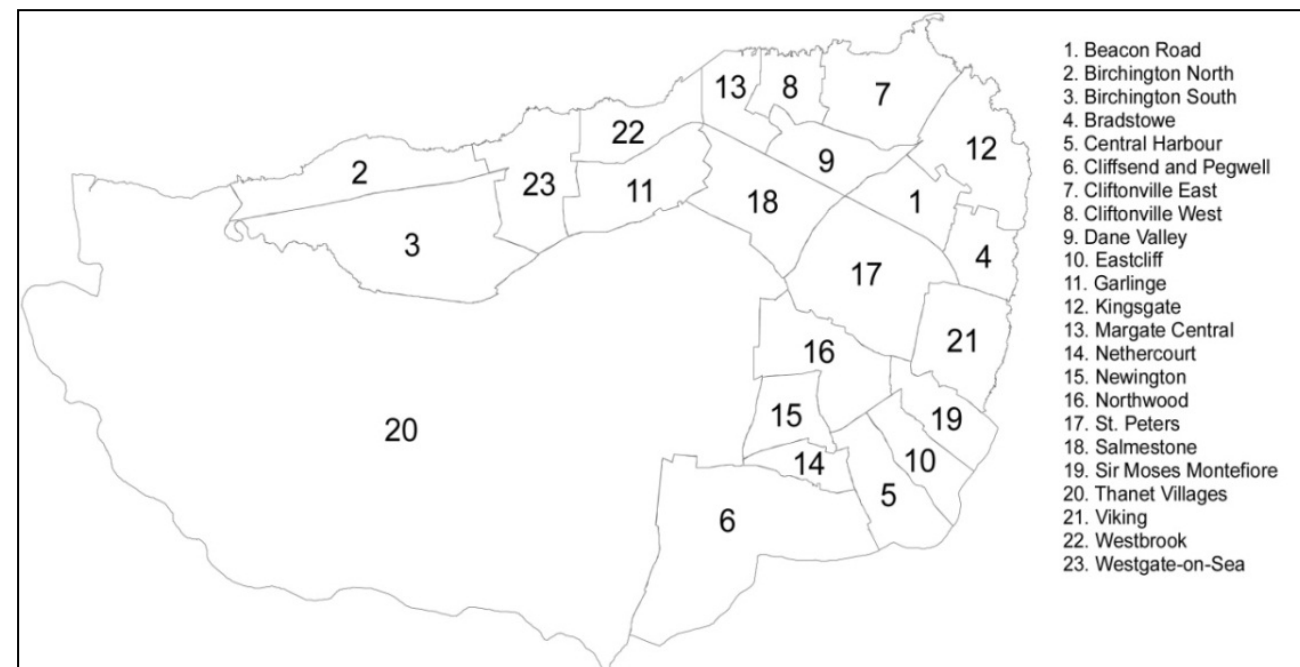 13
8
7
22
12
2
9
23
11
18
1
3
4
17
21
16
15
19
20
14
10
5
6
1. Beacon Road
2. Birchington North
3. Birchington South
4. Bradstowe
5. Central Harbour
6. Cliffsend and Pegwell
7. Cliftonville East
8. Cliftonville West
9. Dane Valley
10. Eastcliff
11. Garlinge
12. Kingsgate
13. Margate Central
14. Nethercourt
15. Newington
16. Northwood
17. St. Peters
18. Salmestone
19. Sir Moses Montefiore
20. Thanet Villages
21. Viking
22. Westbrook
23. Westgate-on-Sea